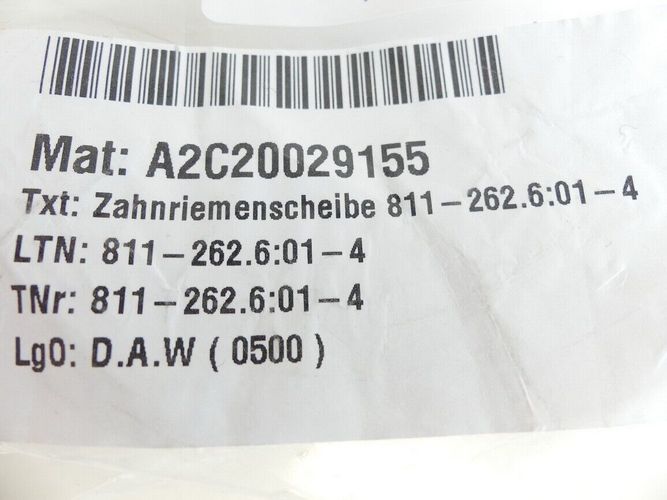 Mat: A2C20029155
Txt: Zahnriemenscheibe 811-262.6:01-4
LTN: 811-262.6:01-4
TNr: 811-262.6:01-4
LgO: D.A.W ( 0500 )